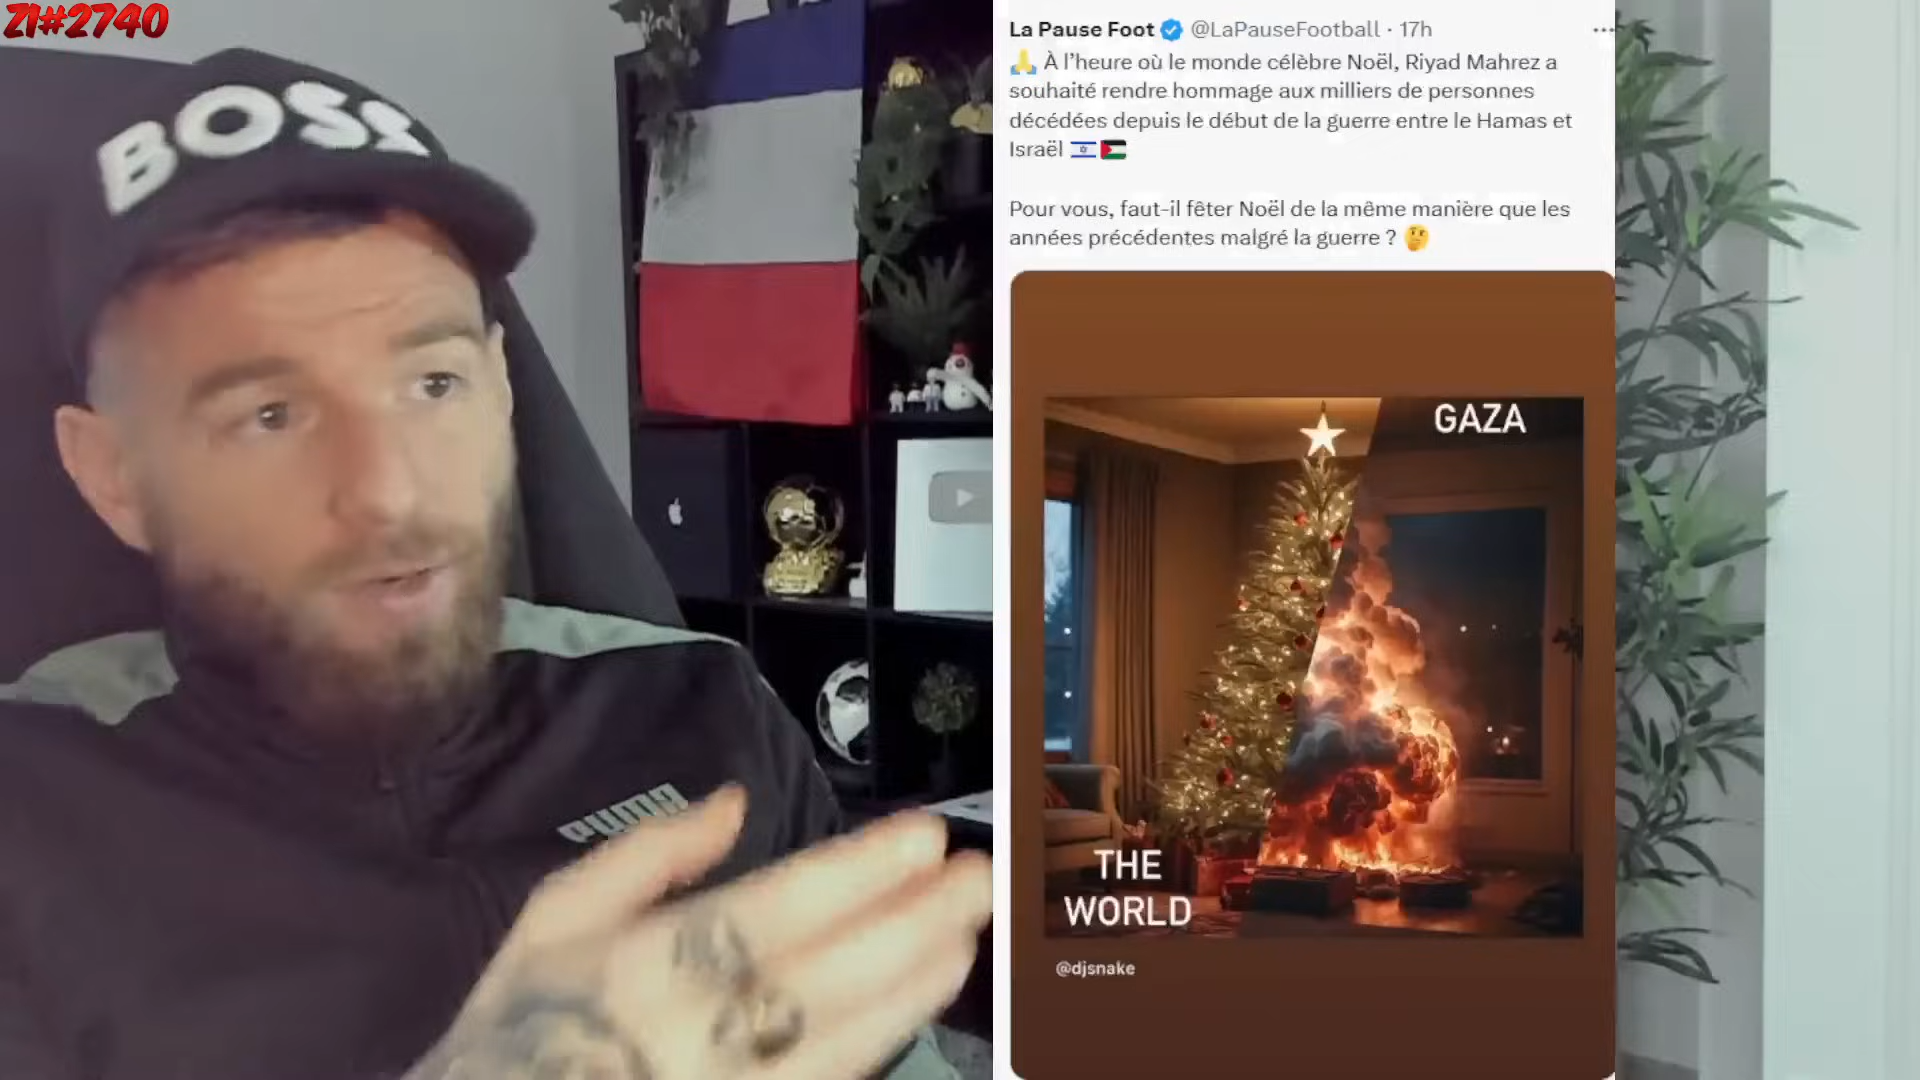 Z1#2740
BOSS
PUMA
La Pause Foot @LaPauseFootball · 17h
À l’heure où le monde célèbre Noël, Riyad Mahrez a
souhaité rendre hommage aux milliers de personnes
décédées depuis le début de la guerre entre le Hamas et
Israël
Pour vous, faut-il fêter Noël de la même manière que les
années précédentes malgré la guerre ?
GAZA
THE
WORLD
@djsnake